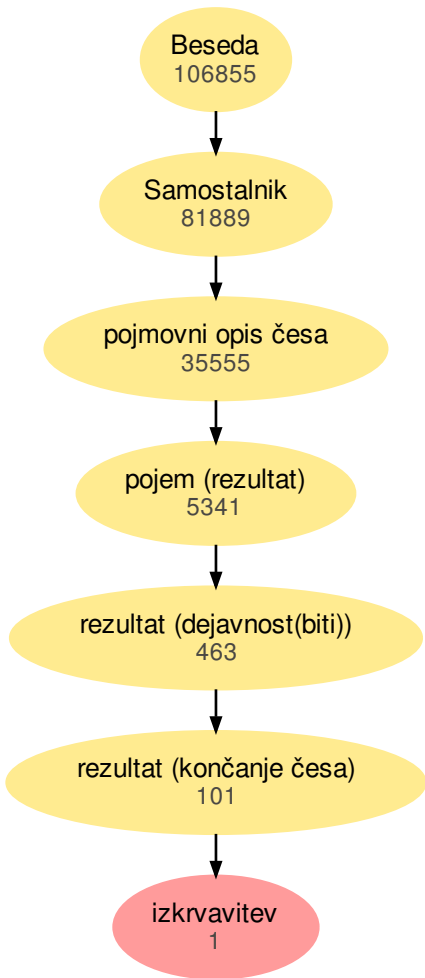 Beseda
106855
Samostalnik
81889
pojmovni opis česa
35555
pojem (rezultat)
5341
rezultat (dejavnost(biti))
463
rezultat (končanje česa)
101
izkrvavitev
1